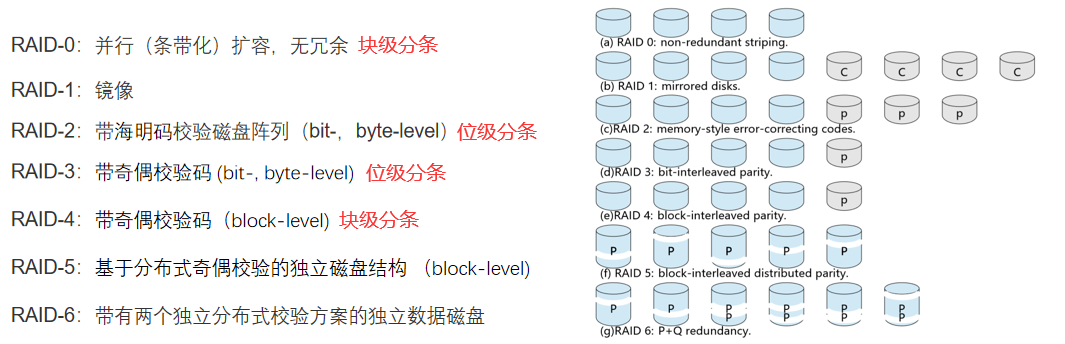 RAID-0：并行（条带化）扩容，无冗余 块级分条
RAID-1：镜像
RAID-2：带海明码校验磁盘阵列（bit-，byte-level）位级分条
RAID-3：带奇偶校验码 (bit-, byte-level) 位级分条
RAID-4：带奇偶校验码（block-level) 块级分条
RAID-5：基于分布式奇偶校验的独立磁盘结构 （block-level)
RAID-6：带有两个独立分布式校验方案的独立数据磁盘
(a) RAID 0: non-redundant striping.
C C C C
(b) RAID 1: mirrored disks.
p p p
(c)RAID 2: memory-style error-correcting codes.
p
(d)RAID 3: bit-interleaved parity.
p
(e)RAID 4: block-interleaved parity.
P P P P P
(f) RAID 5: block-interleaved distributed parity.
P P P P P P
P P P P
(g)RAID 6: P+Q redundancy.